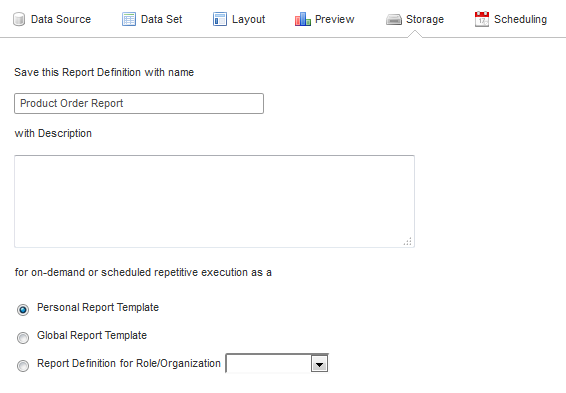 Data Source Data Set Layout Preview Storage Scheduling
Save this Report Definition with name
Product Order Report
with Description
for on-demand or scheduled repetitive execution as a
Personal Report Template
Global Report Template
Report Definition for Role/Organization